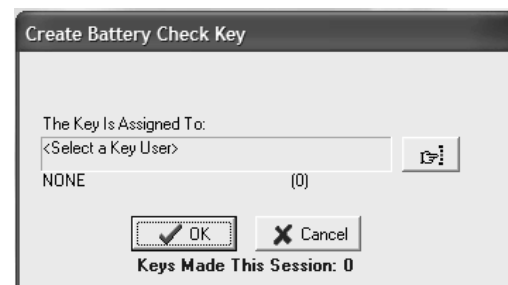 Create Battery Check Key
The Key Is Assigned To:
<Select a Key User>
NONE (0)
OK Cancel
Keys Made This Session: 0